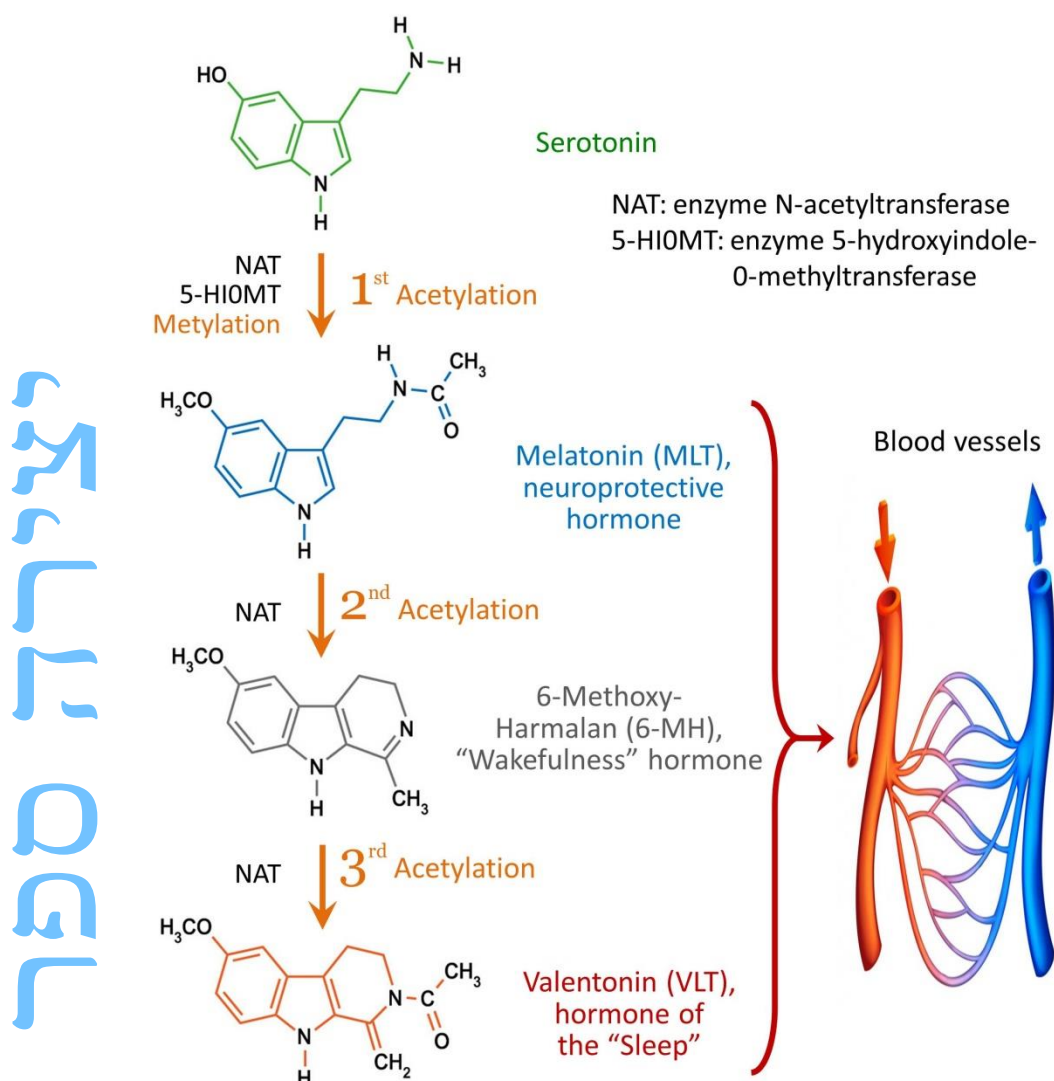 H
N
H
HO
N
H
Serotonin
NAT: enzyme N-acetyltransferase
5-HI0MT: enzyme 5-hydroxyindole-
0-methyltransferase
NAT
5-HI0MT
Metylation
1st Acetylation
H
N
C
CH3
O
H3CO
N
H
Melatonin (MLT),
neuroprotective
hormone
NAT
2nd Acetylation
H3CO
N
N
H
CH3
6-Methoxy-
Harmalan (6-MH),
“Wakefulness” hormone
NAT
3rd Acetylation
H3CO
N
C
CH3
O
N
H
CH2
Valentonin (VLT),
hormone of
the “Sleep”
Blood vessels